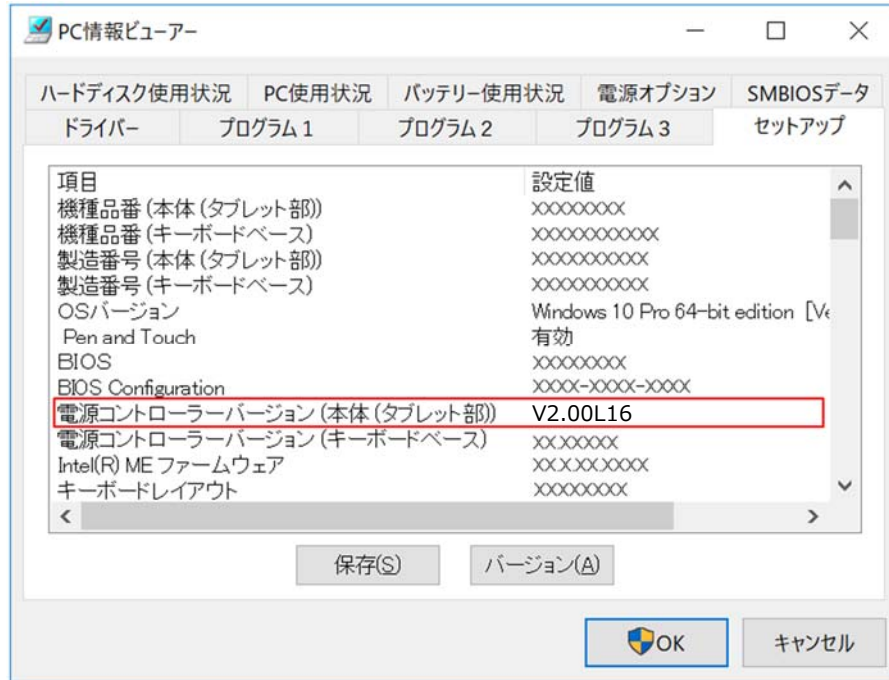 PC情報ビューアー
ハードディスク使用状況 PC使用状況 バッテリー使用状況 電源オプション SMBIOSデータ
ドライバー プログラム1 プログラム2 プログラム3 セットアップ
項目 設定値
機種品番(本体(タブレット部)) XXXXXXXX
機種品番(キーボードベース) XXXXXXXXXXX
製造番号(本体(タブレット部)) XXXXXXXXXX
製造番号(キーボードベース) XXXXXXXXXX
OSバージョン Windows 10 Pro 64-bit edition [Ve
Pen and Touch 有効
BIOS XXXXXXXX
BIOS Configuration XXXX-XXXX-XXXX
電源コントローラーバージョン(本体(タブレット部)) V2.00L16
電源コントローラーバージョン(キーボードベース) XX.XXXXX
Intel(R) ME ファームウェア XX.X.XX.XXXX
キーボードレイアウト XXXXXXXX
保存(S) バージョン(A)
OK キャンセル